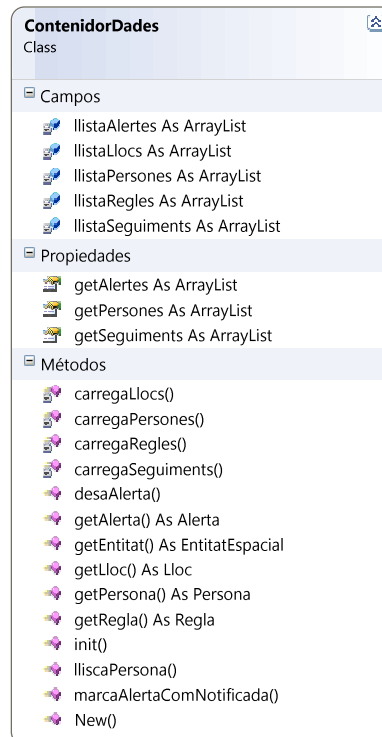 ContenidorDades
Class
Campos
llistaAlertes As ArrayList
llistaLlocs As ArrayList
llistaPersones As ArrayList
llistaRegles As ArrayList
llistaSeguiments As ArrayList
Propiedades
getAlertes As ArrayList
getPersones As ArrayList
getSeguiments As ArrayList
Métodos
carregaLlocs()
carregaPersones()
carregaRegles()
carregaSeguiments()
desaAlerta()
getAlerta() As Alerta
getEntitat() As EntitatEspacial
getLloc() As Lloc
getPersona() As Persona
getRegla() As Regla
init()
lliscaPersona()
marcaAlertaComNotificada()
New()